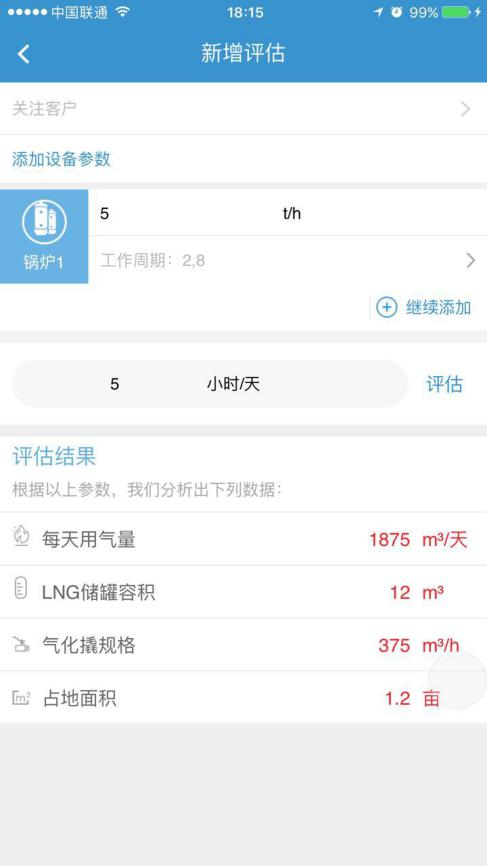 中国联通 18:15 99%
新增评估
关注客户
添加设备参数
5 t/h
锅炉1
工作周期：2,8
继续添加
5 小时/天 评估
评估结果
根据以上参数，我们分析出下列数据：
每天用气量 1875 m³/天
LNG储罐容积 12 m³
气化撬规格 375 m³/h
m² 占地面积 1.2 亩